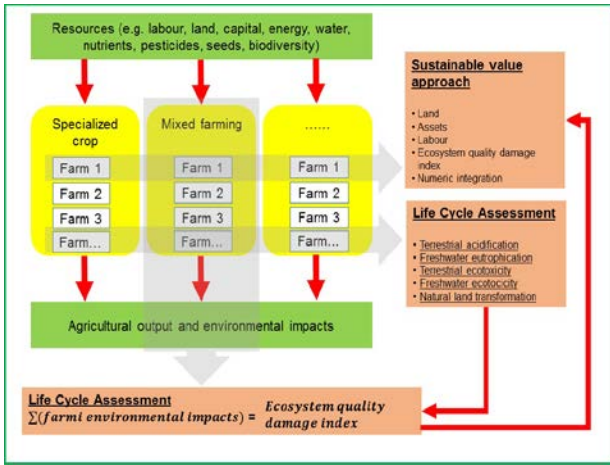 Resources (e.g. labour, land, capital, energy, water,
nutrients, pesticides, seeds, biodiversity)
Specialized
crop
Farm 1
Farm 2
Farm 3
Farm...
Mixed farming
Farm 1
Farm 2
Farm 3
Farm...
......
Farm 1
Farm 2
Farm 3
Farm...
Agricultural output and environmental impacts
Sustainable value
approach
• Land
• Assets
• Labour
• Ecosystem quality damage
index
• Numeric integration
Life Cycle Assessment
• Terrestrial acidification
• Freshwater eutrophication
• Terrestrial ecotoxicity
• Freshwater ecotocicity
• Natural land transformation
Life Cycle Assessment
∑(farmi environmental impacts) = Ecosystem quality
damage index